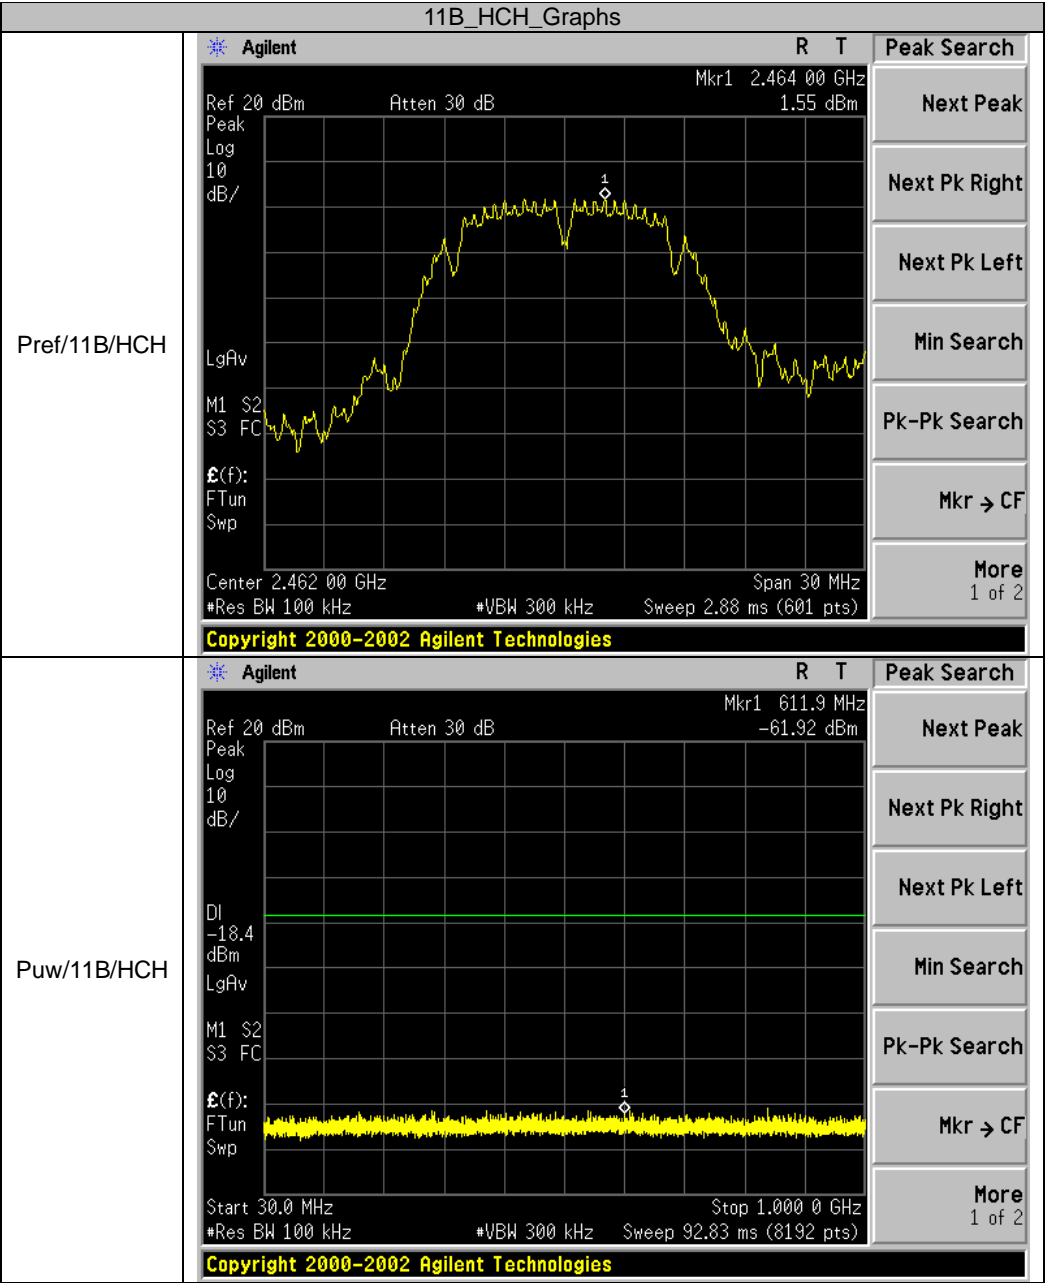 11B_HCH_Graphs
Pref/11B/HCH
Agilent R T Peak Search
Mkr1 2.464 00 GHz
Ref 20 dBm Atten 30 dB 1.55 dBm
Peak
Log
10
dB/
1
LgAv
M1 S2
S3 FC
£(f):
FTun
Swp
Center 2.462 00 GHz Span 30 MHz
#Res BW 100 kHz #VBW 300 kHz Sweep 2.88 ms (601 pts)
Copyright 2000-2002 Agilent Technologies
Next Peak
Next Pk Right
Next Pk Left
Min Search
Pk-Pk Search
Mkr → CF
More
1 of 2
Puw/11B/HCH
Agilent R T Peak Search
Mkr1 611.9 MHz
Ref 20 dBm Atten 30 dB -61.92 dBm
Peak
Log
10
dB/
DI
-18.4
dBm
LgAv
M1 S2
S3 FC
1
£(f):
FTun
Swp
Start 30.0 MHz Stop 1.000 0 GHz
#Res BW 100 kHz #VBW 300 kHz Sweep 92.83 ms (8192 pts)
Copyright 2000-2002 Agilent Technologies
Next Peak
Next Pk Right
Next Pk Left
Min Search
Pk-Pk Search
Mkr → CF
More
1 of 2